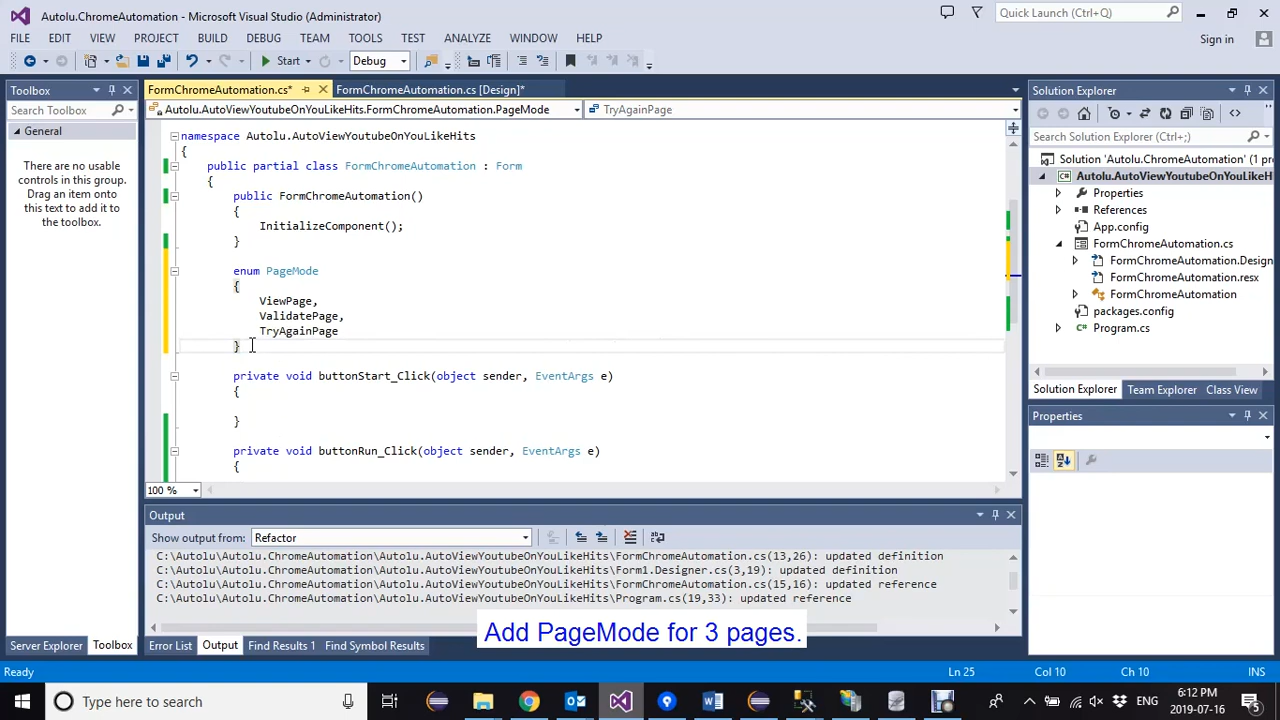 Autolu.ChromeAutomation - Microsoft Visual Studio (Administrator)
Quick Launch (Ctrl+Q)
FILE EDIT VIEW PROJECT BUILD DEBUG TEAM TOOLS TEST ANALYZE WINDOW HELP
Sign in
Start Debug
Toolbox
Search Toolbox
General
There are no usable
controls in this group.
Drag an item onto
this text to add it to
the toolbox.
FormChromeAutomation.cs* FormChromeAutomation.cs [Design]*
Autolu.AutoViewYoutubeOnYouLikeHits.FormChromeAutomation.PageMode TryAgainPage
namespace Autolu.AutoViewYoutubeOnYouLikeHits
{
public partial class FormChromeAutomation : Form
{
public FormChromeAutomation()
{
InitializeComponent();
}
enum PageMode
{
ViewPage,
ValidatePage,
TryAgainPage
}
private void buttonStart_Click(object sender, EventArgs e)
{
}
private void buttonRun_Click(object sender, EventArgs e)
{
100 %
Solution Explorer
Search Solution Explorer (Ctrl+;)
Solution 'Autolu.ChromeAutomation' (1 pro
Autolu.AutoViewYoutubeOnYouLikeH
Properties
References
App.config
FormChromeAutomation.cs
FormChromeAutomation.Design
FormChromeAutomation.resx
FormChromeAutomation
packages.config
Program.cs
Solution Explorer Team Explorer Class View
Properties
Output
Show output from: Refactor
C:\Autolu\Autolu.ChromeAutomation\Autolu.AutoViewYoutubeOnYouLikeHits\FormChromeAutomation.cs(13,26): updated definition
C:\Autolu\Autolu.ChromeAutomation\Autolu.AutoViewYoutubeOnYouLikeHits\Form1.Designer.cs(3,19): updated definition
C:\Autolu\Autolu.ChromeAutomation\Autolu.AutoViewYoutubeOnYouLikeHits\FormChromeAutomation.cs(15,16): updated reference
C:\Autolu\Autolu.ChromeAutomation\Autolu.AutoViewYoutubeOnYouLikeHits\Program.cs(19,33): updated reference
Add PageMode for 3 pages.
Server Explorer Toolbox Error List Output Find Results 1 Find Symbol Results
Ready Ln 25 Col 10 Ch 10 INS
Type here to search
ENG
6:12 PM
2019-07-16
5